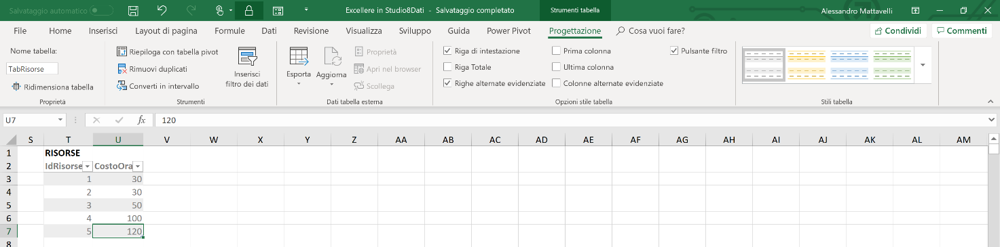 Salvataggio automatico Excellere in Studio8Dati - Salvataggio completato Strumenti tabella Alessandro Mattavelli
File Home Inserisci Layout di pagina Formule Dati Revisione Visualizza Sviluppo Guida Power Pivot Progettazione Cosa vuoi fare? Condividi Commenti
Nome tabella:
TabRisorse
Ridimensiona tabella
Proprietà
Riepiloga con tabella pivot
Rimuovi duplicati
Converti in intervallo
Inserisci
filtro dei dati
Strumenti
Esporta
Aggiorna
Proprietà
Apri nel browser
Scollega
Dati tabella esterna
Riga di intestazione
Riga Totale
Righe alternate evidenziate
Prima colonna
Ultima colonna
Colonne alternate evidenziate
Pulsante filtro
Opzioni stile tabella
Stili tabella
U7 fx 120
S T U V W X Y Z AA AB AC AD AE AF AG AH AI AJ AK AL AM
1 RISORSE
2 IdRisorse CostoOra
3 1 30
4 2 30
5 3 50
6 4 100
7 5 120
8